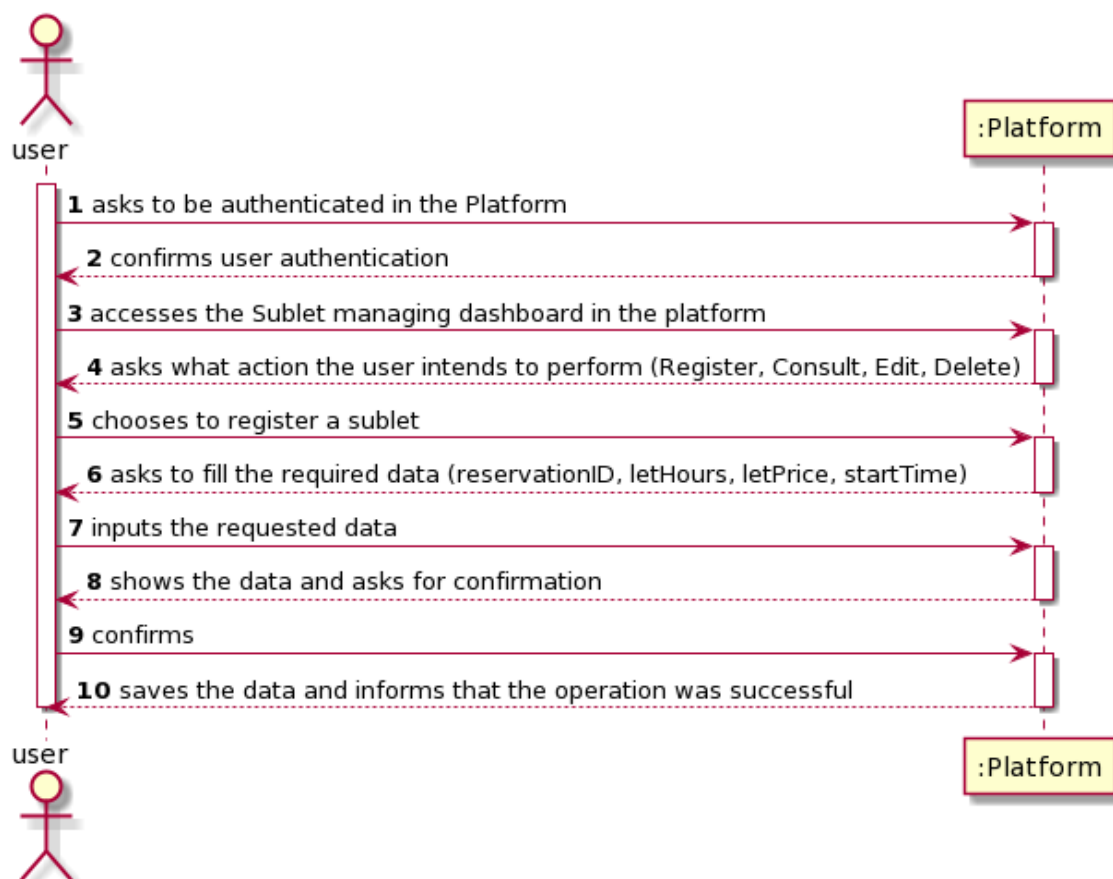 user
:Platform
1 asks to be authenticated in the Platform
2 confirms user authentication
3 accesses the Sublet managing dashboard in the platform
4 asks what action the user intends to perform (Register, Consult, Edit, Delete)
5 chooses to register a sublet
6 asks to fill the required data (reservationID, letHours, letPrice, startTime)
7 inputs the requested data
8 shows the data and asks for confirmation
9 confirms
10 saves the data and informs that the operation was successful
user
:Platform